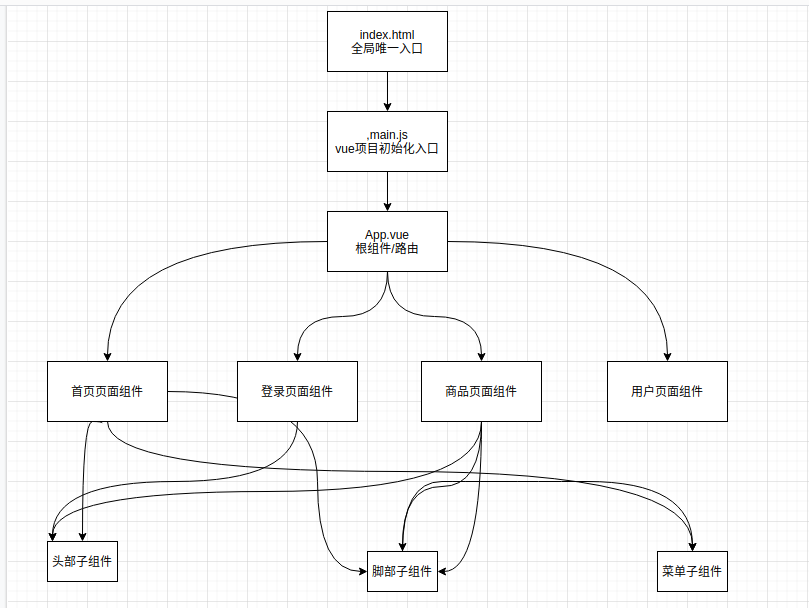 index.html
全局唯一入口
,main.js
vue项目初始化入口
App.vue
根组件/路由
首页页面组件
登录页面组件
商品页面组件
用户页面组件
头部子组件
脚部子组件
菜单子组件